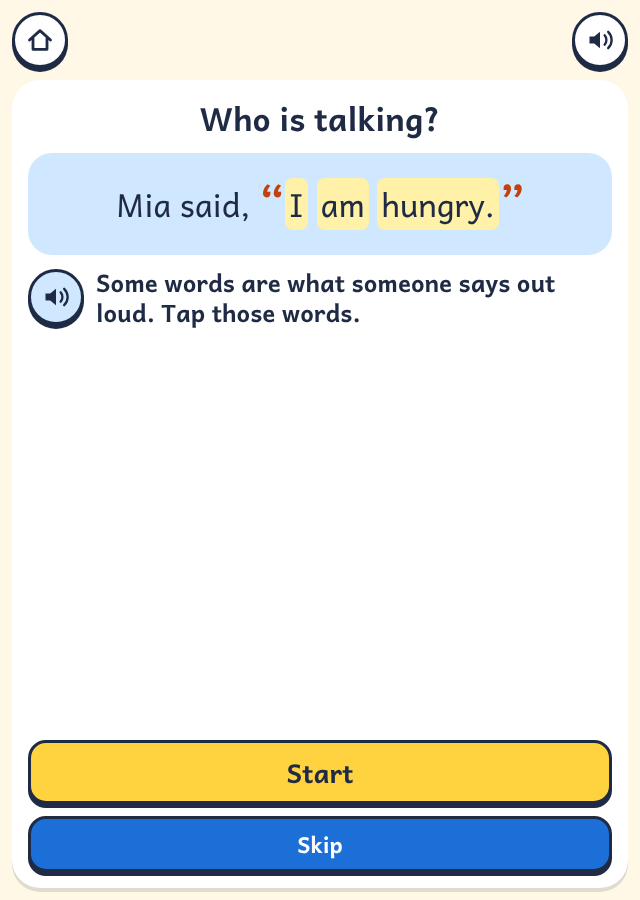 Who is talking?
Mia said, “I am hungry.”
Some words are what someone says out
loud. Tap those words.
Start
Skip